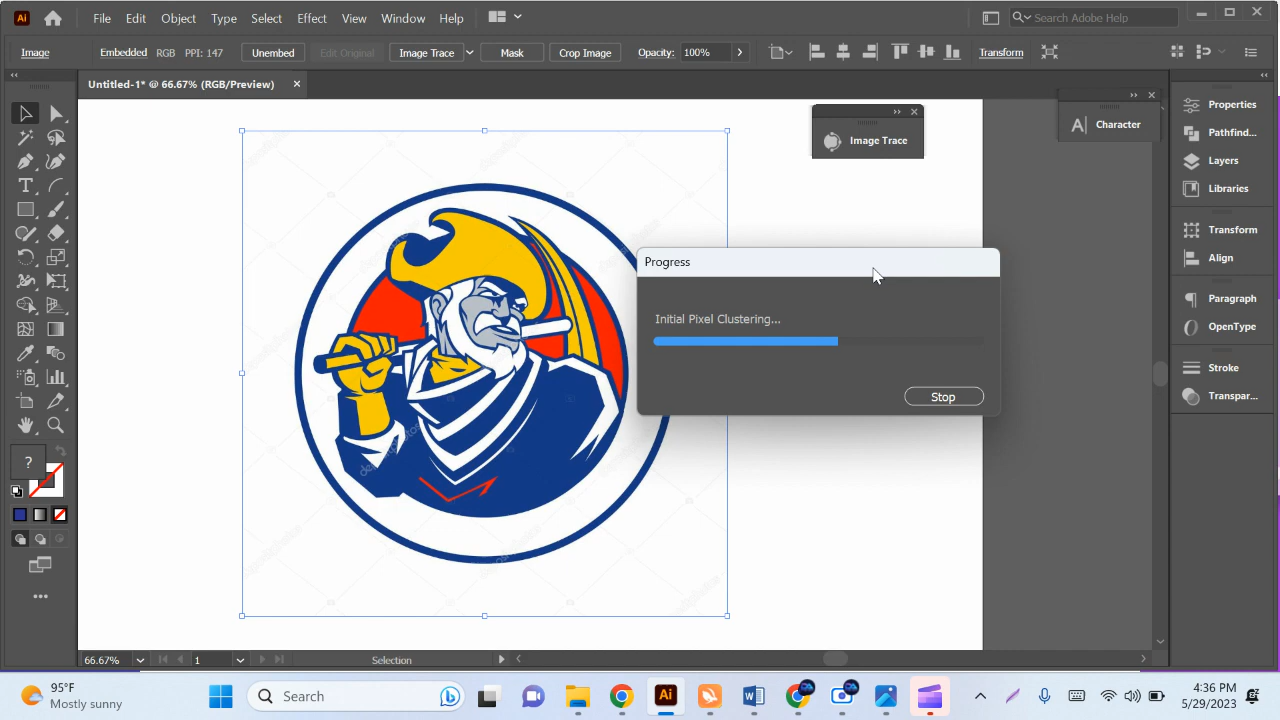 Ai File Edit Object Type Select Effect View Window Help Search Adobe Help
Image Embedded RGB PPI: 147 Unembed Edit Original Image Trace Mask Crop Image Opacity: 100% Transform
Untitled-1* @ 66.67% (RGB/Preview)
Image Trace
A Character
Properties
Pathfind...
Layers
Libraries
Transform
Align
Paragraph
OpenType
Stroke
Transpar...
Progress
Initial Pixel Clustering...
Stop
?
depositphotos
66.67% 1 Selection
95°F
Mostly sunny
Search
Ai
4:36 PM
5/29/2023